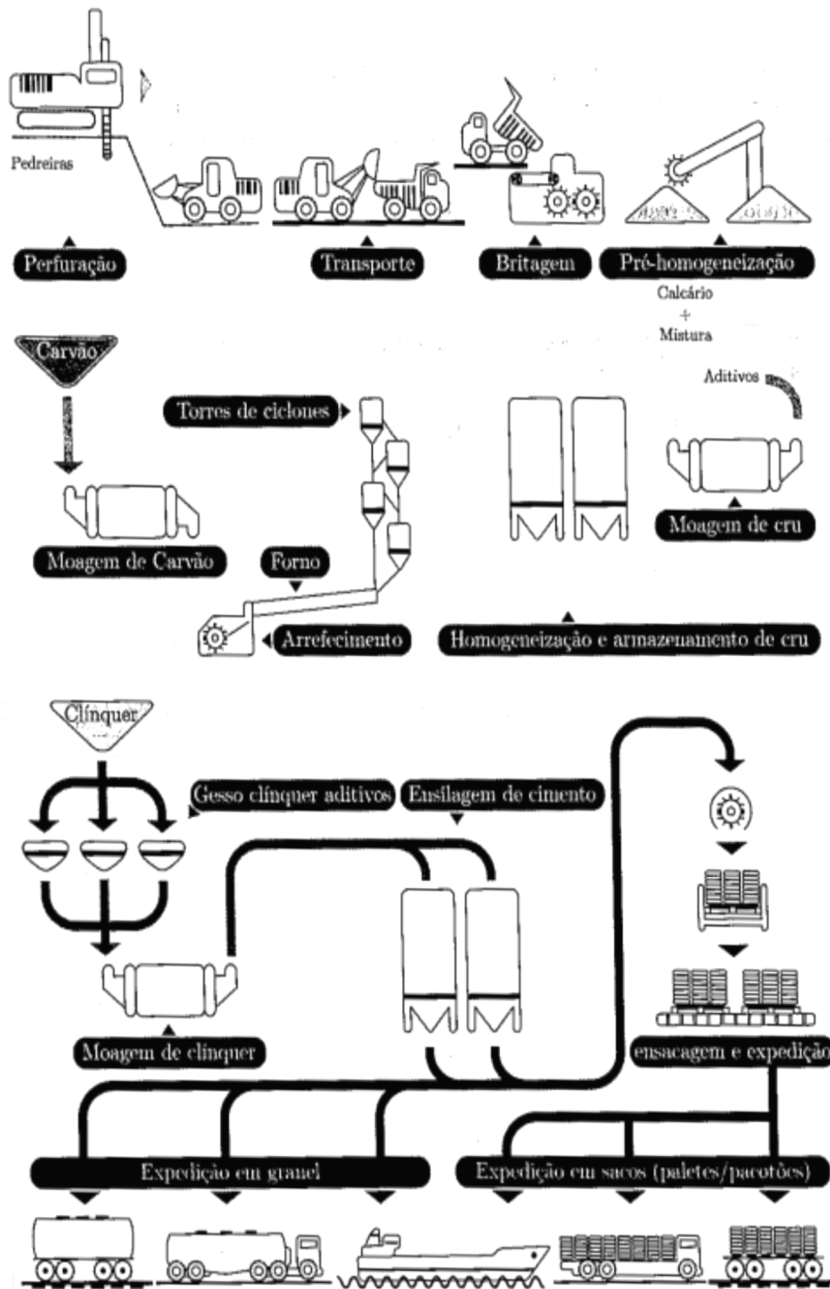 Pedreiras
Perfuração
Transporte
Britagem
Pré-homogeneização
Calcário
+
Mistura
Carvão
Aditivos
Torres de ciclones
Moagem de cru
Moagem de Carvão
Forno
Arrefecimento
Homogeneização e armazenamento de cru
Clínquer
Gesso clínquer aditivos
Ensilagem de cimento
Moagem de clínquer
ensacagem e expedição
Expedição em granel
Expedição em sacos (paletes/pacotões)